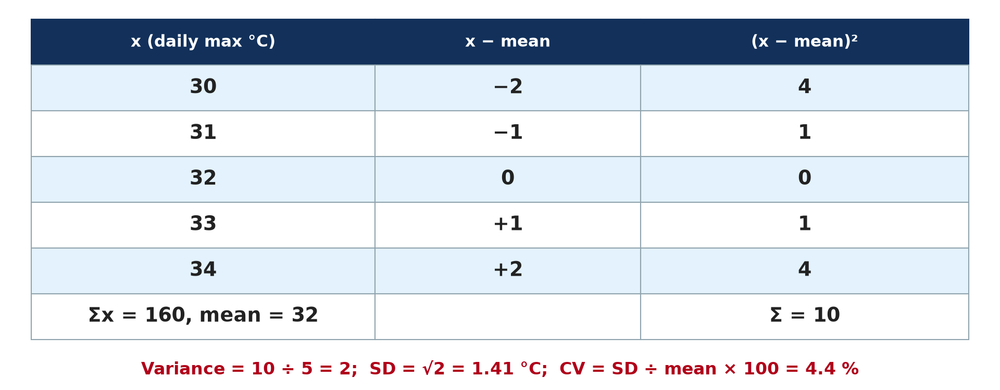 x (daily max °C) x − mean (x − mean)²
30 −2 4
31 −1 1
32 0 0
33 +1 1
34 +2 4
Σx = 160, mean = 32 Σ = 10
Variance = 10 ÷ 5 = 2; SD = √2 = 1.41 °C; CV = SD ÷ mean × 100 = 4.4 %